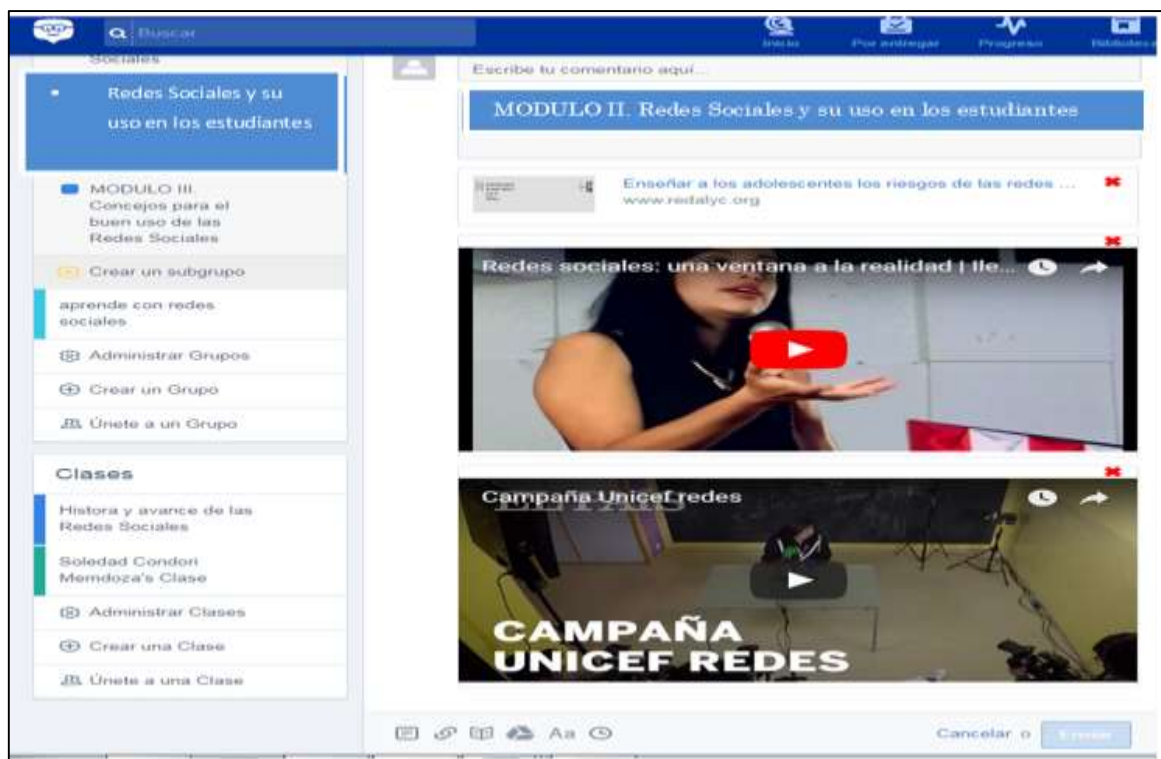 Buscar
Inicio
Por entregar
Progreso
Biblioteca
Sociales
Redes Sociales y su
uso en los estudiantes
MODULO III.
Concejos para el
buen uso de las
Redes Sociales
Crear un subgrupo
aprende con redes
sociales
Administrar Grupos
Crear un Grupo
Únete a un Grupo
Clases
Histora y avance de las
Redes Sociales
Soledad Condori
Memdoza's Clase
Administrar Clases
Crear una Clase
Únete a una Clase
Escribe tu comentario aquí...
MODULO II. Redes Sociales y su uso en los estudiantes
Enseñar a los adolescentes los riesgos de las redes ...
www.redalyc.org
Redes sociales: una ventana a la realidad | Ile...
Campaña Unicef redes
CAMPAÑA
UNICEF REDES
Aa
Cancelar o
Enviar